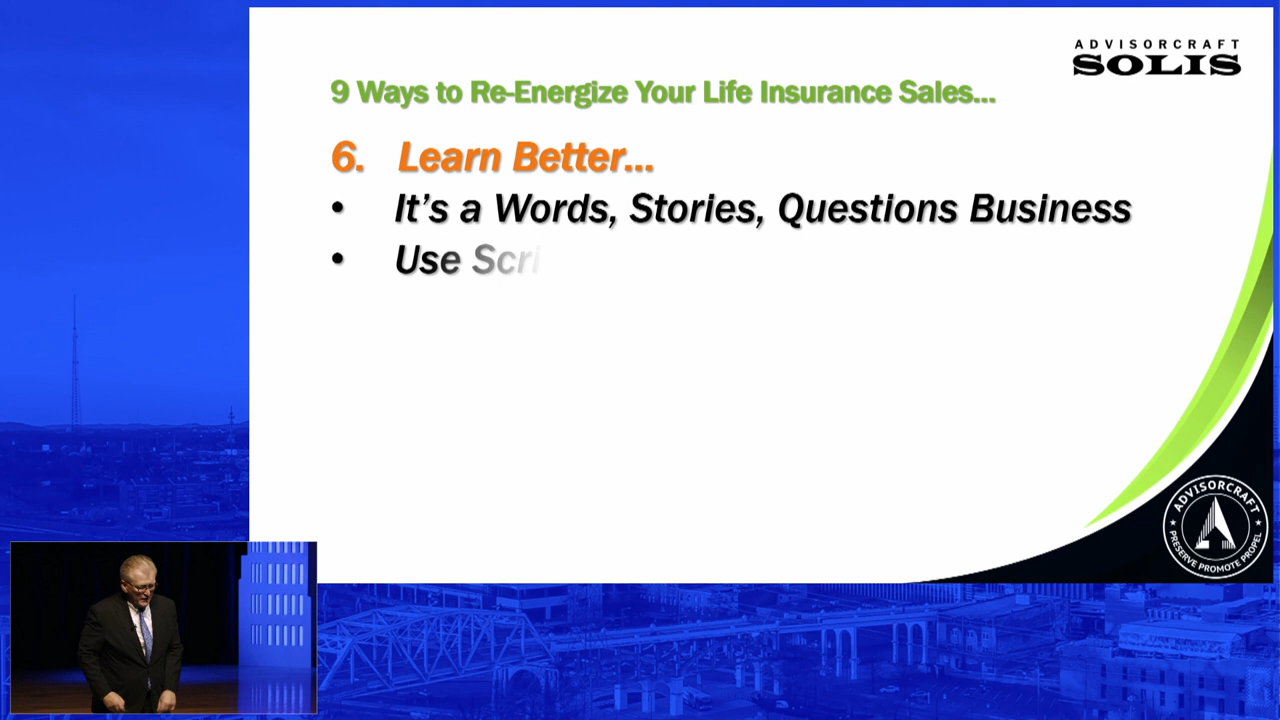 ADVISORCRAFT
SOLIS
9 Ways to Re-Energize Your Life Insurance Sales...
6. Learn Better...
• It's a Words, Stories, Questions Business
• Use Scri
ADVISORCRAFT
PRESERVE PROMOTE PROPEL